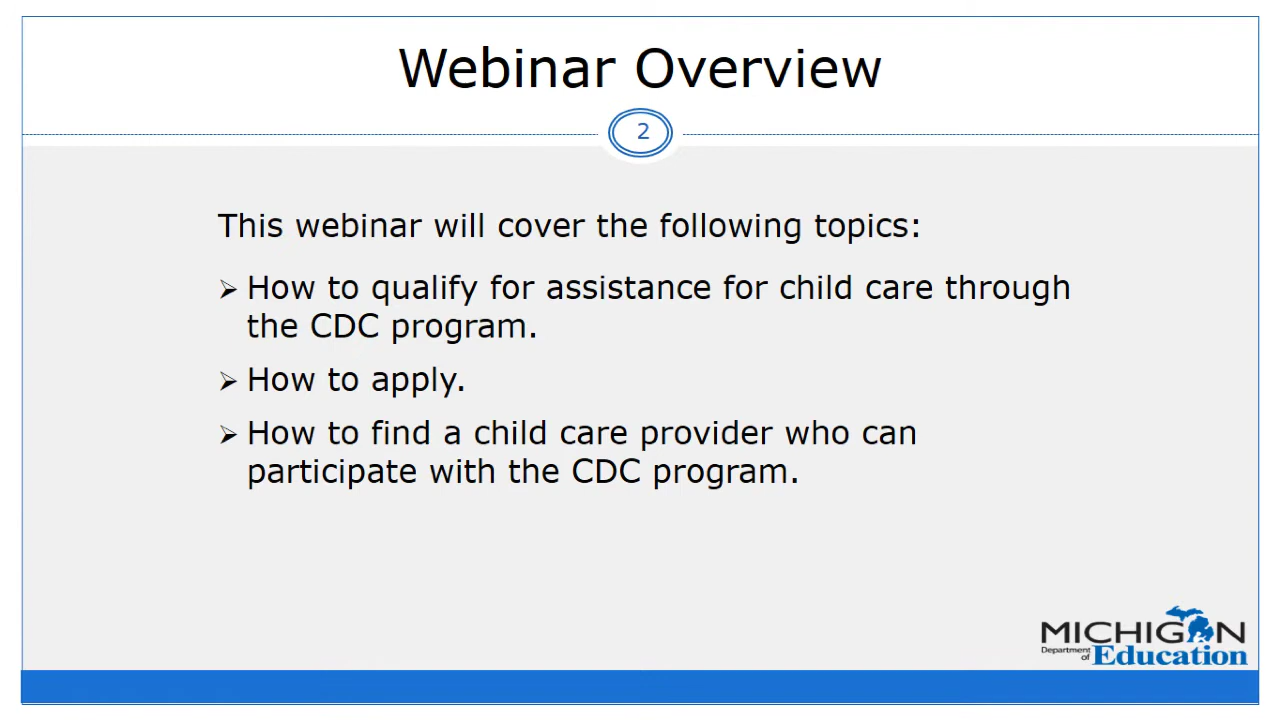 Webinar Overview
2
This webinar will cover the following topics:
➢ How to qualify for assistance for child care through
the CDC program.
➢ How to apply.
➢ How to find a child care provider who can
participate with the CDC program.
MICHIGAN
Department
of Education